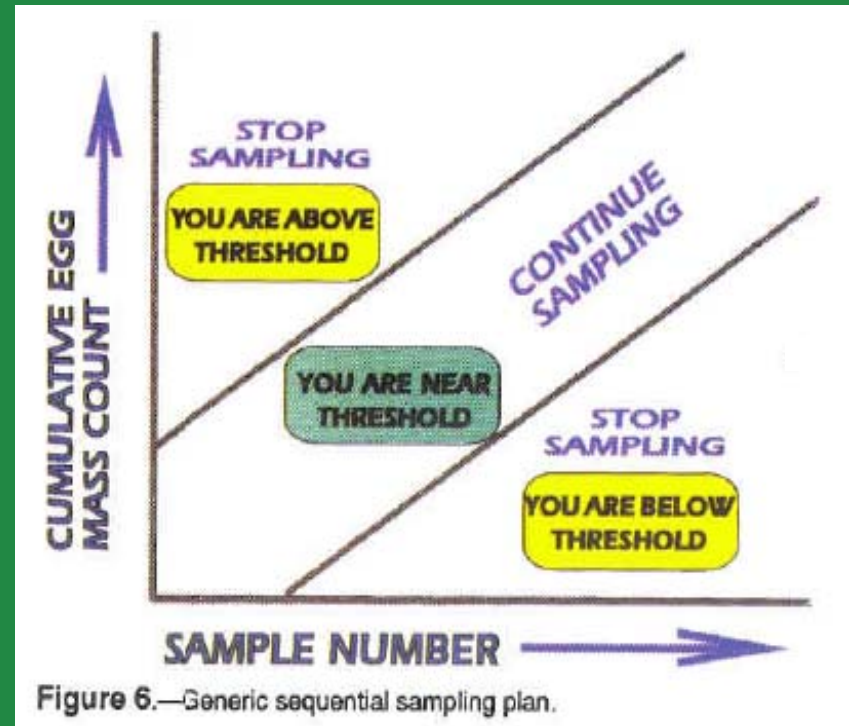 STOP
SAMPLING
YOU ARE ABOVE
THRESHOLD
CONTINUE
SAMPLING
YOU ARE NEAR
THRESHOLD
STOP
SAMPLING
YOU ARE BELOW
THRESHOLD
CUMULATIVE EGG
MASS COUNT
SAMPLE NUMBER
Figure 6.—Generic sequential sampling plan.